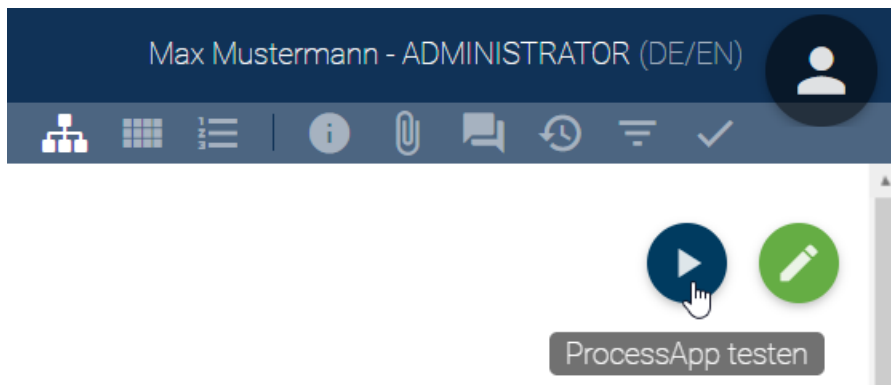 Max Mustermann - ADMINISTRATOR (DE/EN)
ProcessApp testen